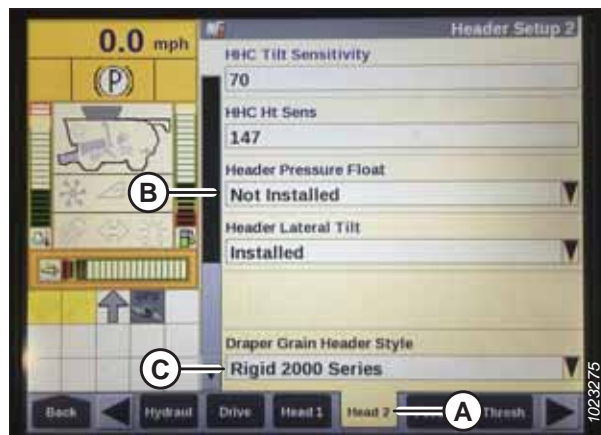 0.0 mph
(P)
Header Setup 2
HHC Tilt Sensitivity
70
HHC Ht Sens
147
Header Pressure Float
B
Not Installed
Header Lateral Tilt
Installed
Draper Grain Header Style
C
Rigid 2000 Series
Back
Hydraul
Drive
Head 1
Head 2
A
Thresh
1023275